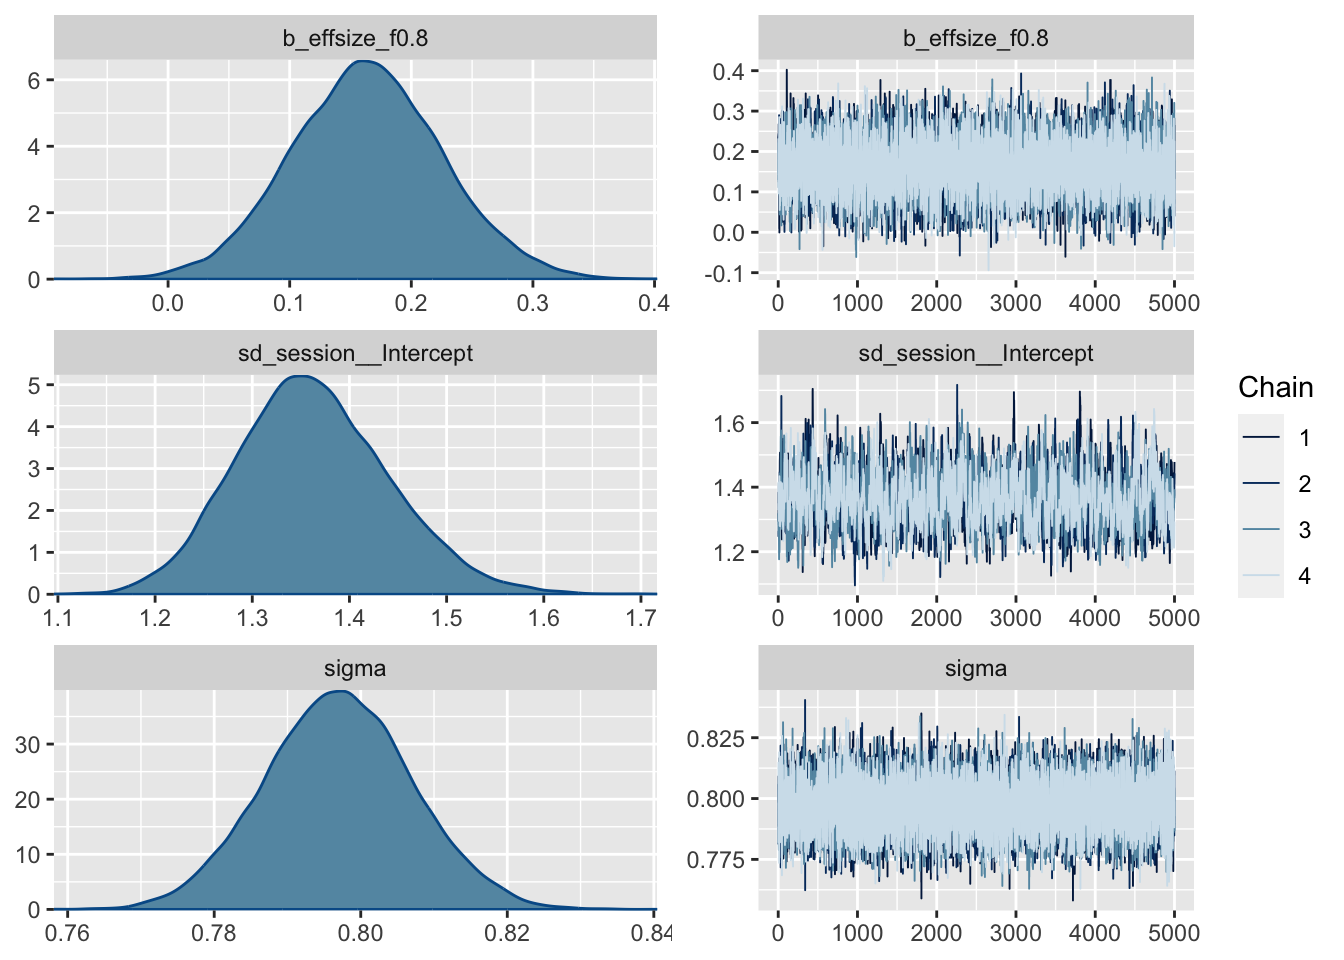 b_effsize_f0.8
6
4
2
0
0.0 0.1 0.2 0.3 0.4
b_effsize_f0.8
0.4
0.3
0.2
0.1
0.0
-0.1
0 1000 2000 3000 4000 5000
sd_session__Intercept
5
4
3
2
1
0
1.1 1.2 1.3 1.4 1.5 1.6 1.7
sd_session__Intercept
1.6
1.4
1.2
0 1000 2000 3000 4000 5000
Chain
1
2
3
4
sigma
30
20
10
0
0.76 0.78 0.80 0.82 0.84
sigma
0.825
0.800
0.775
0 1000 2000 3000 4000 5000